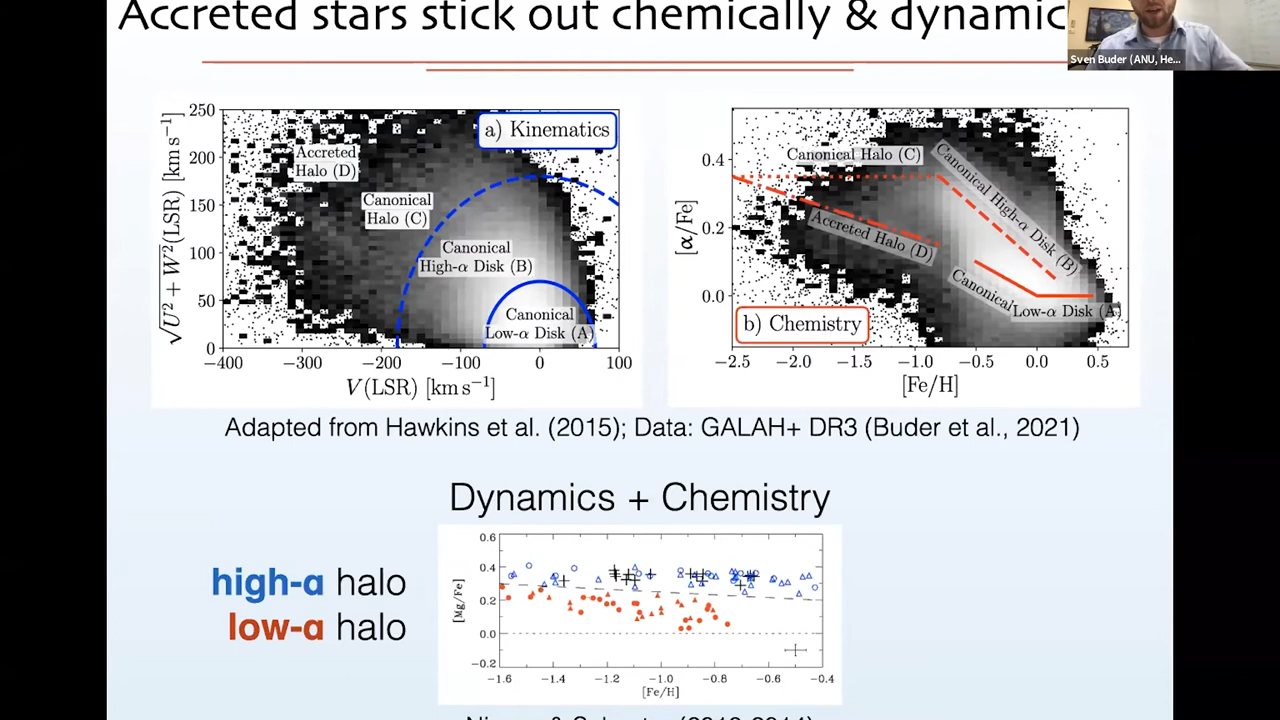 Accreted stars stick out chemically & dynamic
Sven Buder (ANU, He...
a) Kinematics
Accreted
Halo (D)
Canonical
Halo (C)
Canonical
High-α Disk (B)
Canonical
Low-α Disk (A)
√U² + W²(LSR) [km s⁻¹]
250
200
150
100
50
0
−400 −300 −200 −100 0 100
V(LSR) [km s⁻¹]
Canonical Halo (C)
Canonical High-α Disk (B)
Accreted Halo (D)
Canonical
Low-α Disk (A
b) Chemistry
[α/Fe]
0.4
0.2
0.0
−2.5 −2.0 −1.5 −1.0 −0.5 0.0 0.5
[Fe/H]
Adapted from Hawkins et al. (2015); Data: GALAH+ DR3 (Buder et al., 2021)
Dynamics + Chemistry
high-α halo
low-α halo
[Mg/Fe]
0.6
0.4
0.2
0.0
−0.2
−1.6 −1.4 −1.2 −1.0 −0.8 −0.6 −0.4
[Fe/H]